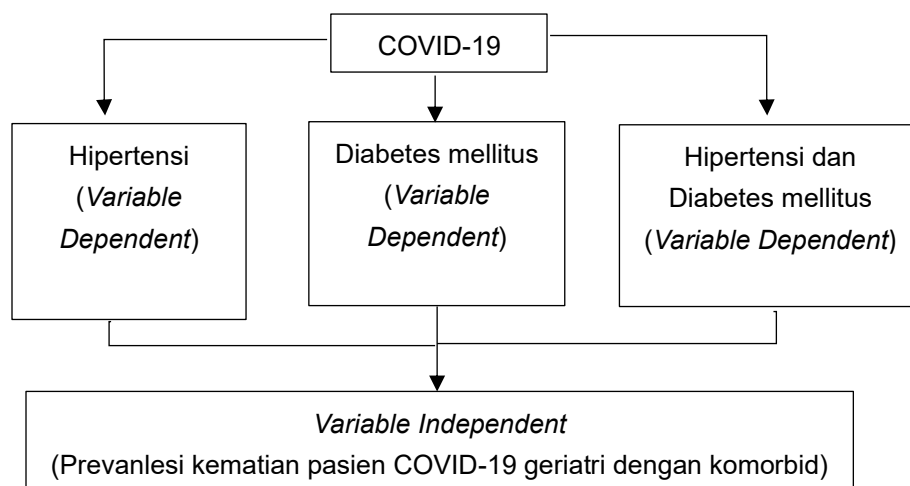 COVID-19
Hipertensi
(Variable
Dependent)
Diabetes mellitus
(Variable
Dependent)
Hipertensi dan
Diabetes mellitus
(Variable Dependent)
Variable Independent
(Prevanlesi kematian pasien COVID-19 geriatri dengan komorbid)